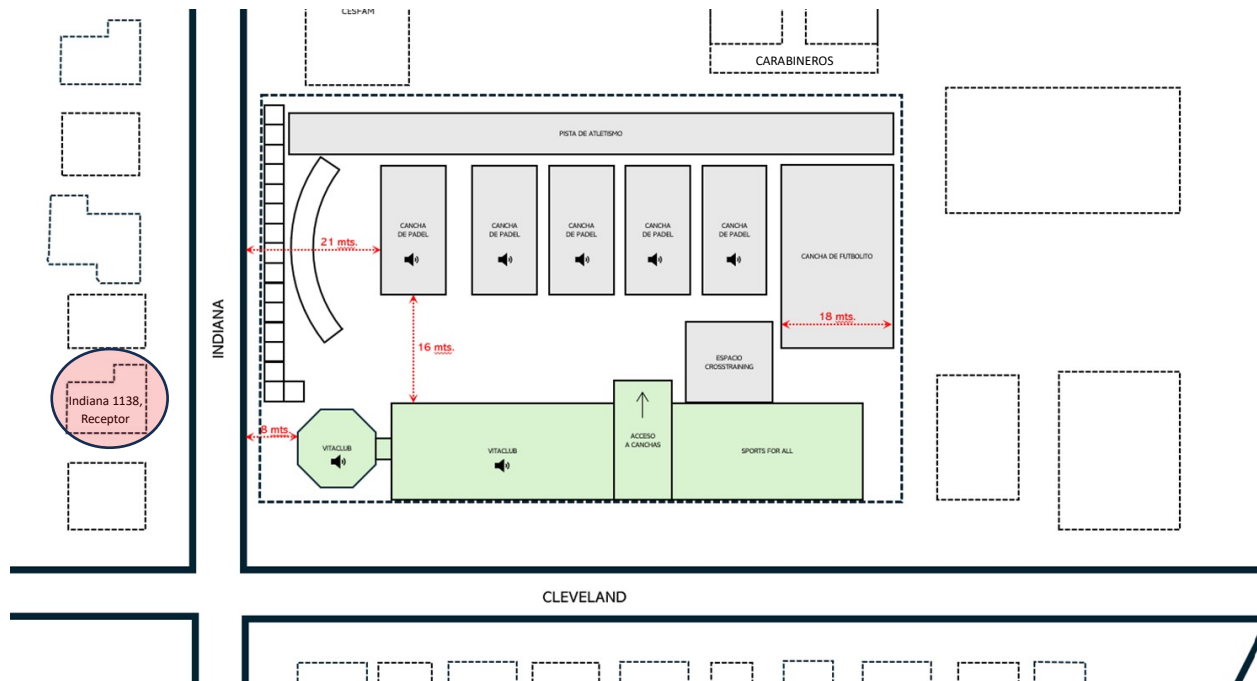 CESFAM
CARABINEROS
PISTA DE ATLETISMO
CANCHA
DE PADEL
CANCHA
DE PADEL
CANCHA
DE PADEL
CANCHA
DE PADEL
CANCHA
DE PADEL
21 mts.
CANCHA DE FUTBOLITO
18 mts.
INDIANA
16 mts.
ESPACIO
CROSSTRAINING
Indiana 1138,
Receptor
8 mts.
VITACLUB
VITACLUB
ACCESO
A CANCHAS
SPORTS FOR ALL
CLEVELAND